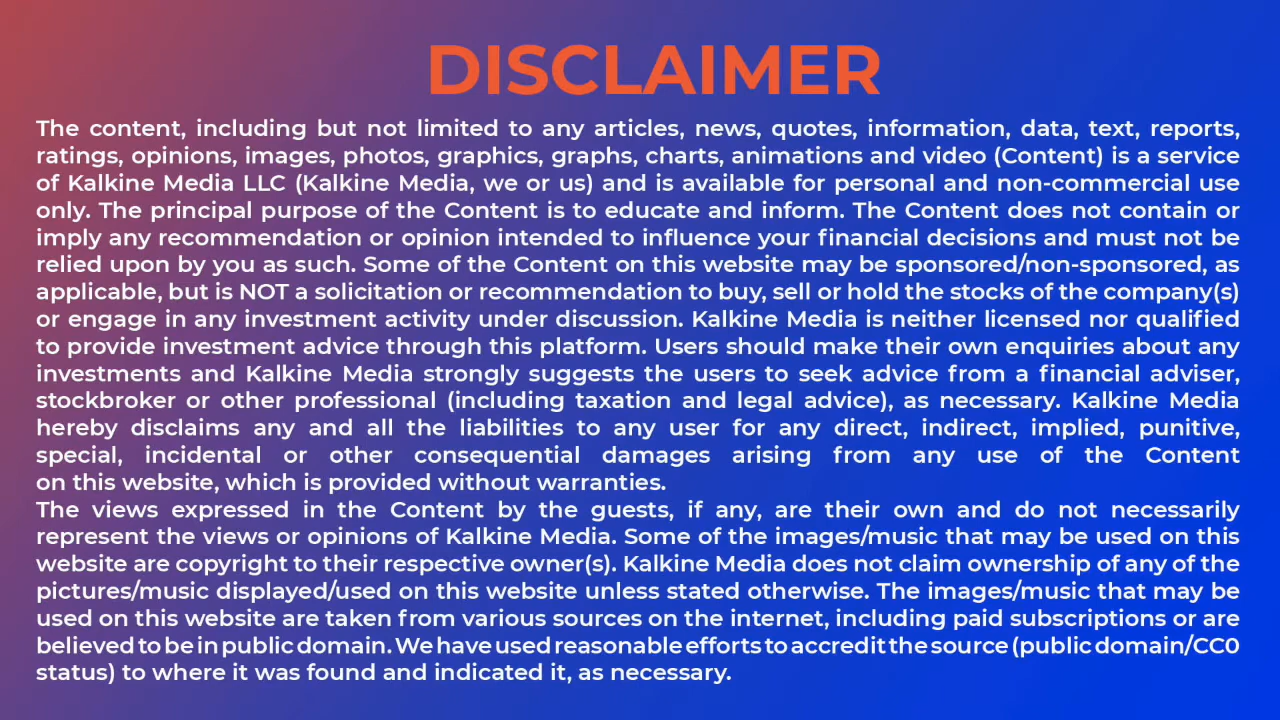 DISCLAIMER
The content, including but not limited to any articles, news, quotes, information, data, text, reports,
ratings, opinions, images, photos, graphics, graphs, charts, animations and video (Content) is a service
of Kalkine Media LLC (Kalkine Media, we or us) and is available for personal and non-commercial use
only. The principal purpose of the Content is to educate and inform. The Content does not contain or
imply any recommendation or opinion intended to influence your financial decisions and must not be
relied upon by you as such. Some of the Content on this website may be sponsored/non-sponsored, as
applicable, but is NOT a solicitation or recommendation to buy, sell or hold the stocks of the company(s)
or engage in any investment activity under discussion. Kalkine Media is neither licensed nor qualified
to provide investment advice through this platform. Users should make their own enquiries about any
investments and Kalkine Media strongly suggests the users to seek advice from a financial adviser,
stockbroker or other professional (including taxation and legal advice), as necessary. Kalkine Media
hereby disclaims any and all the liabilities to any user for any direct, indirect, implied, punitive,
special, incidental or other consequential damages arising from any use of the Content
on this website, which is provided without warranties.
The views expressed in the Content by the guests, if any, are their own and do not necessarily
represent the views or opinions of Kalkine Media. Some of the images/music that may be used on this
website are copyright to their respective owner(s). Kalkine Media does not claim ownership of any of the
pictures/music displayed/used on this website unless stated otherwise. The images/music that may be
used on this website are taken from various sources on the internet, including paid subscriptions or are
believed to be in public domain. We have used reasonable efforts to accredit the source (public domain/CC0
status) to where it was found and indicated it, as necessary.